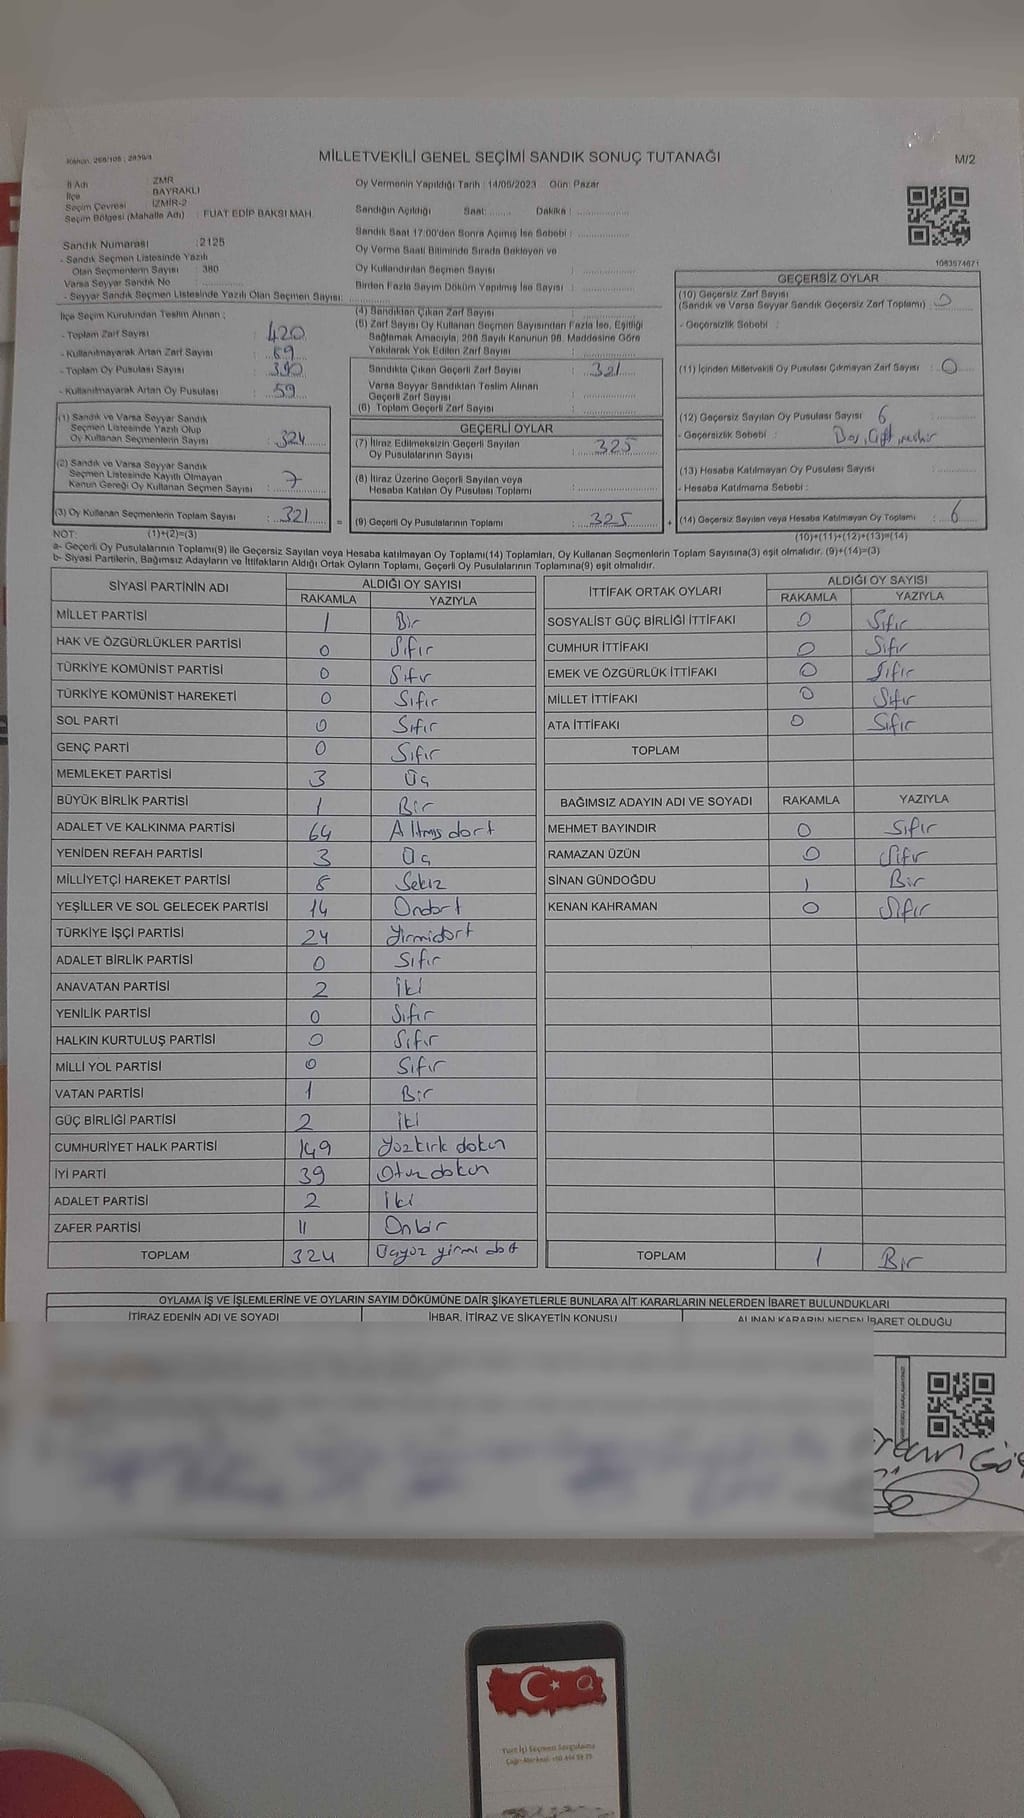 MİLLETVEKİLİ GENEL SEÇİMİ SANDIK SONUÇ TUTANAĞI
M/2
İl Adı : ZMR
İlçe BAYRAKLI
Seçim Çevresi İZMİR-2
Seçim Bölgesi (Mahalle Adı) : FUAT EDİP BAKSI MAH.
Sandık Numarası : 2125
- Sandık Seçmen Listesinde Yazılı
Olan Seçmenlerin Sayısı : 380
Varsa Seyyar Sandık No
- Seyyar Sandık Seçmen Listesinde Yazılı Olan Seçmen Sayısı:
Oy Vermenin Yapıldığı Tarih : 14/05/2023 Gün: Pazar
Sandığın Açıldığı Saat: Dakika :
Sandık Saat 17:00'den Sonra Açımış İse Sebebi :
Oy Verme Saati Bitiminde Sırada Bekleyen ve
Oy Kullandırılan Seçmen Sayısı :
Birden Fazla Sayım Döküm Yapılmış İse Sayısı :
1083574671
İlçe Seçim Kurulundan Teslim Alınan ;
- Toplam Zarf Sayısı : 420
- Kullanılmayarak Artan Zarf Sayısı : 89
- Toplam Oy Pusulası Sayısı : 390
- Kullanılmayarak Artan Oy Pusulası : 59
(1) Sandık ve Varsa Seyyar Sandık
Seçmen Listesinde Yazılı Olup
Oy Kullanan Seçmenlerin Sayısı : 324
(2) Sandık ve Varsa Seyyar Sandık
Seçmen Listesinde Kayıtlı Olmayan
Kanun Gereği Oy Kullanan Seçmen Sayısı : 7
(3) Oy Kullanan Seçmenlerin Toplam Sayısı : 321 =
(4) Sandıktan Çıkan Zarf Sayısı :
(5) Zarf Sayısı Oy Kullanan Seçmen Sayısından Fazla İse, Eşitliği
Sağlamak Amacıyla, 298 Sayılı Kanunun 98. Maddesine Göre
Yakılarak Yok Edilen Zarf Sayısı :
Sandıkta Çıkan Geçerli Zarf Sayısı : 321
Varsa Seyyar Sandıktan Teslim Alınan
Geçerli Zarf Sayısı :
(6) Toplam Geçerli Zarf Sayısı :
GEÇERLİ OYLAR
(7) İtiraz Edilmeksizin Geçerli Sayılan
Oy Pusulalarının Sayısı : 325
(8) İtiraz Üzerine Geçerli Sayılan veya
Hesaba Katılan Oy Pusulası Toplamı :
(9) Geçerli Oy Pusulalarının Toplamı : 325 +
GEÇERSİZ OYLAR
(10) Geçersiz Zarf Sayısı
(Sandık ve Varsa Seyyar Sandık Geçersiz Zarf Toplamı) : 0
- Geçersizlik Sebebi :
(11) İçinden Milletvekili Oy Pusulası Çıkmayan Zarf Sayısı : 0
(12) Geçersiz Sayılan Oy Pusulası Sayısı : 6
- Geçersizlik Sebebi : Boş, Çift mühür
(13) Hesaba Katılmayan Oy Pusulası Sayısı :
- Hesaba Katılmama Sebebi :
(14) Geçersiz Sayılan veya Hesaba Katılmayan Oy Toplamı : 6
NOT: (1)+(2)=(3) (10)+(11)+(12)+(13)=(14)
a- Geçerli Oy Pusulalarının Toplamı(9) ile Geçersiz Sayılan veya Hesaba katılmayan Oy Toplamı(14) Toplamları, Oy Kullanan Seçmenlerin Toplam Sayısına(3) eşit olmalıdır. (9)+(14)=(3)
b- Siyasi Partilerin, Bağımsız Adayların ve İttifakların Aldığı Ortak Oyların Toplamı, Geçerli Oy Pusulalarının Toplamına(9) eşit olmalıdır.
SİYASİ PARTİNİN ADI ALDIĞI OY SAYISI
RAKAMLA YAZIYLA
MİLLET PARTİSİ 1 Bir
HAK VE ÖZGÜRLÜKLER PARTİSİ 0 Sıfır
TÜRKİYE KOMÜNİST PARTİSİ 0 Sıfır
TÜRKİYE KOMÜNİST HAREKETİ 0 Sıfır
SOL PARTİ 0 Sıfır
GENÇ PARTİ 0 Sıfır
MEMLEKET PARTİSİ 3 Üç
BÜYÜK BİRLİK PARTİSİ 1 Bir
ADALET VE KALKINMA PARTİSİ 64 Altmış dört
YENİDEN REFAH PARTİSİ 3 Üç
MİLLİYETÇİ HAREKET PARTİSİ 8 Sekiz
YEŞİLLER VE SOL GELECEK PARTİSİ 14 Ondört
TÜRKİYE İŞÇİ PARTİSİ 24 Yirmidört
ADALET BİRLİK PARTİSİ 0 Sıfır
ANAVATAN PARTİSİ 2 İki
YENİLİK PARTİSİ 0 Sıfır
HALKIN KURTULUŞ PARTİSİ 0 Sıfır
MİLLİ YOL PARTİSİ 0 Sıfır
VATAN PARTİSİ 1 Bir
GÜÇ BİRLİĞİ PARTİSİ 2 İki
CUMHURİYET HALK PARTİSİ 149 Yüzkırk dokuz
İYİ PARTİ 39 Otuz dokuz
ADALET PARTİSİ 2 İki
ZAFER PARTİSİ 11 Onbir
TOPLAM 324 Üçyüz yirmi dört
İTTİFAK ORTAK OYLARI ALDIĞI OY SAYISI
RAKAMLA YAZIYLA
SOSYALİST GÜÇ BİRLİĞİ İTTİFAKI 0 Sıfır
CUMHUR İTTİFAKI 0 Sıfır
EMEK VE ÖZGÜRLÜK İTTİFAKI 0 Sıfır
MİLLET İTTİFAKI 0 Sıfır
ATA İTTİFAKI 0 Sıfır
TOPLAM
BAĞIMSIZ ADAYIN ADI VE SOYADI RAKAMLA YAZIYLA
MEHMET BAYINDIR 0 Sıfır
RAMAZAN ÜZÜN 0 Sıfır
SİNAN GÜNDOĞDU 1 Bir
KENAN KAHRAMAN 0 Sıfır
TOPLAM 1 Bir
OYLAMA İŞ VE İŞLEMLERİNE VE OYLARIN SAYIM DÖKÜMÜNE DAİR ŞİKAYETLERLE BUNLARA AİT KARARLARIN NELERDEN İBARET BULUNDUKLARI
İTİRAZ EDENİN ADI VE SOYADI İHBAR, İTİRAZ VE ŞİKAYETİN KONUSU ALINAN KARARIN NEDEN İBARET OLDUĞU
Yurt İçi Seçmen Sorgulama